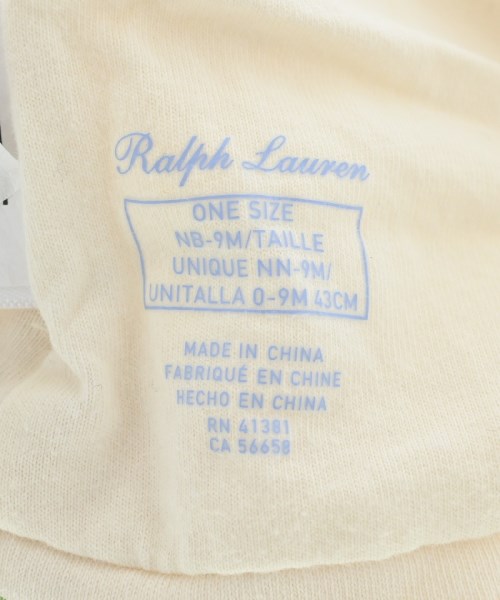 Ralph Lauren
ONE SIZE
NB-9M/TAILLE
UNIQUE NN-9M/
UNITALLA 0-9M 43CM
MADE IN CHINA
FABRIQUÉ EN CHINE
HECHO EN CHINA
RN 41381
CA 56658